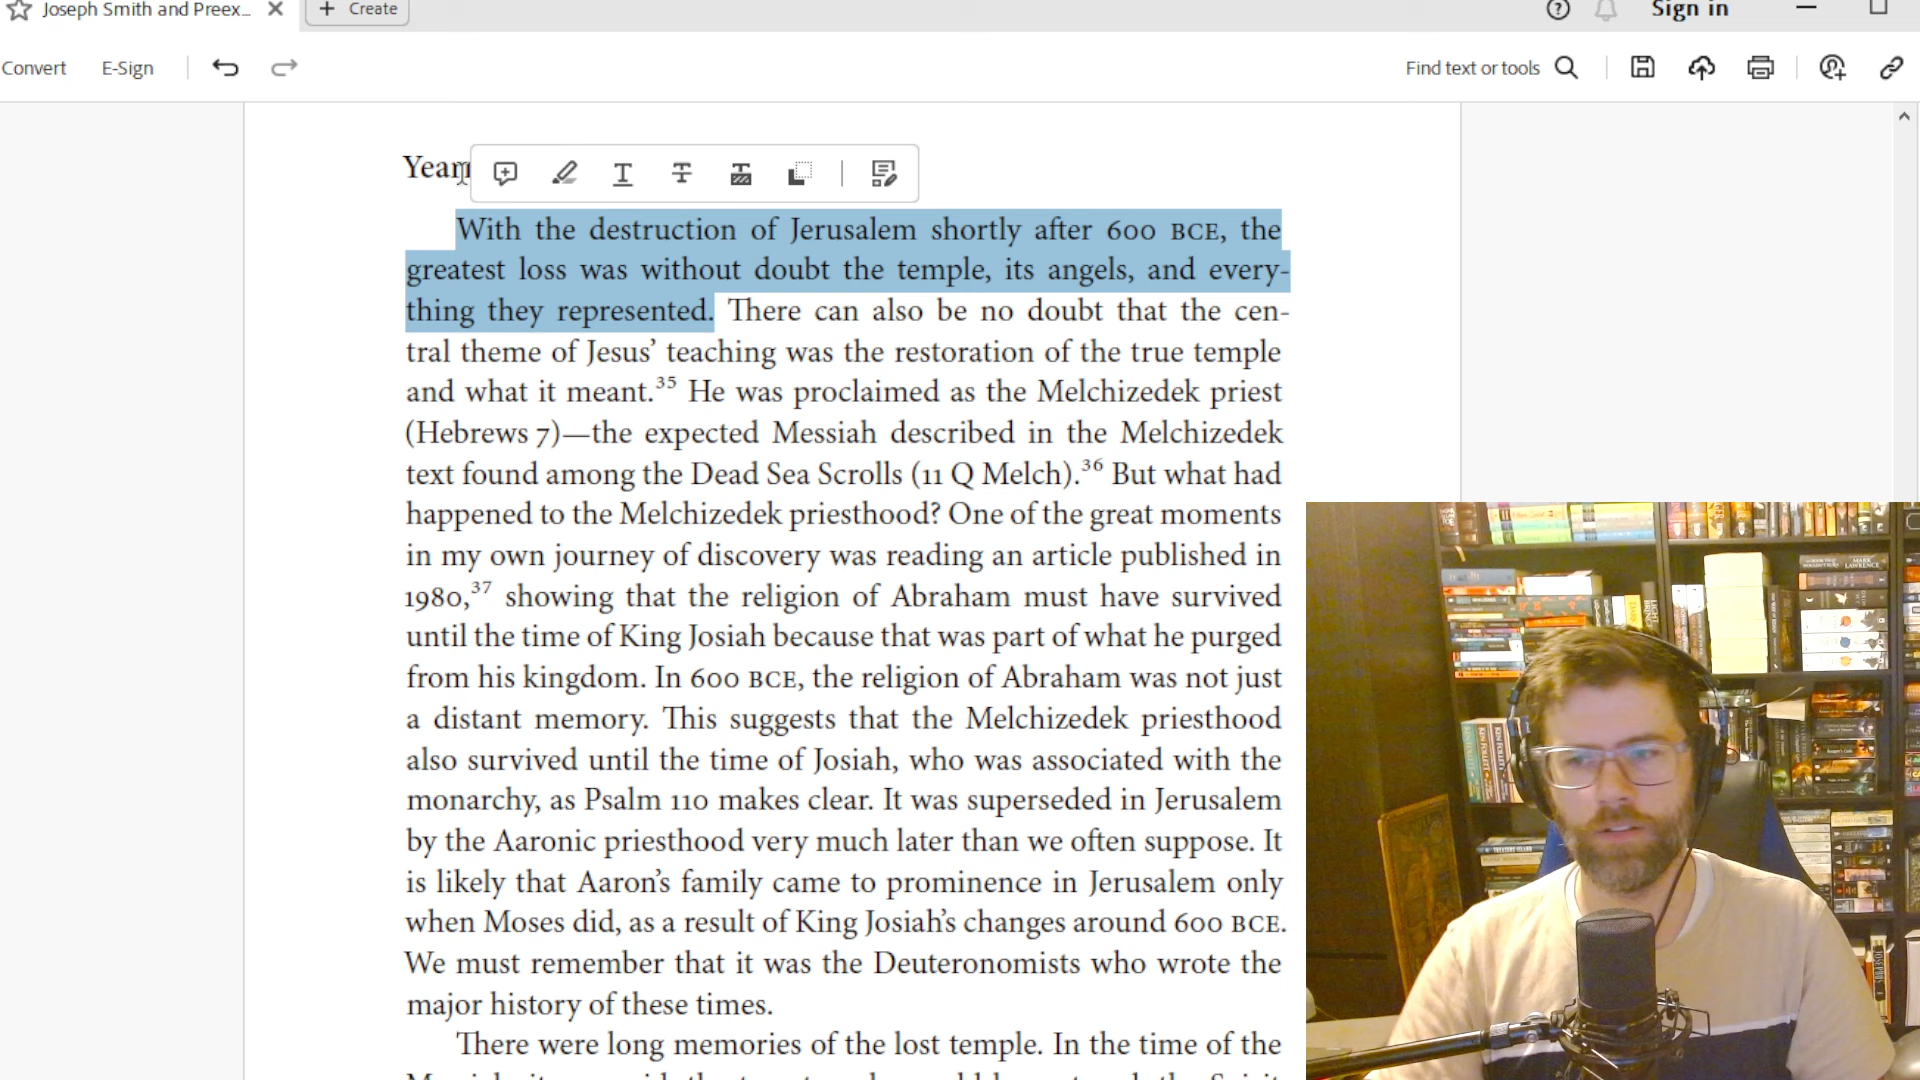 Joseph Smith and Preex...
Create
Sign in
Convert
E-Sign
Find text or tools
With the destruction of Jerusalem shortly after 600 BCE, the
greatest loss was without doubt the temple, its angels, and every-
thing they represented. There can also be no doubt that the cen-
tral theme of Jesus' teaching was the restoration of the true temple
and what it meant.35 He was proclaimed as the Melchizedek priest
(Hebrews 7)—the expected Messiah described in the Melchizedek
text found among the Dead Sea Scrolls (11 Q Melch).36 But what had
happened to the Melchizedek priesthood? One of the great moments
in my own journey of discovery was reading an article published in
1980,37 showing that the religion of Abraham must have survived
until the time of King Josiah because that was part of what he purged
from his kingdom. In 600 BCE, the religion of Abraham was not just
a distant memory. This suggests that the Melchizedek priesthood
also survived until the time of Josiah, who was associated with the
monarchy, as Psalm 110 makes clear. It was superseded in Jerusalem
by the Aaronic priesthood very much later than we often suppose. It
is likely that Aaron's family came to prominence in Jerusalem only
when Moses did, as a result of King Josiah's changes around 600 BCE.
We must remember that it was the Deuteronomists who wrote the
major history of these times.
There were long memories of the lost temple. In the time of the
MARK
LAWRENCE
KEN FOLLETT
TREASURE ISLAND
JOSEPHUS